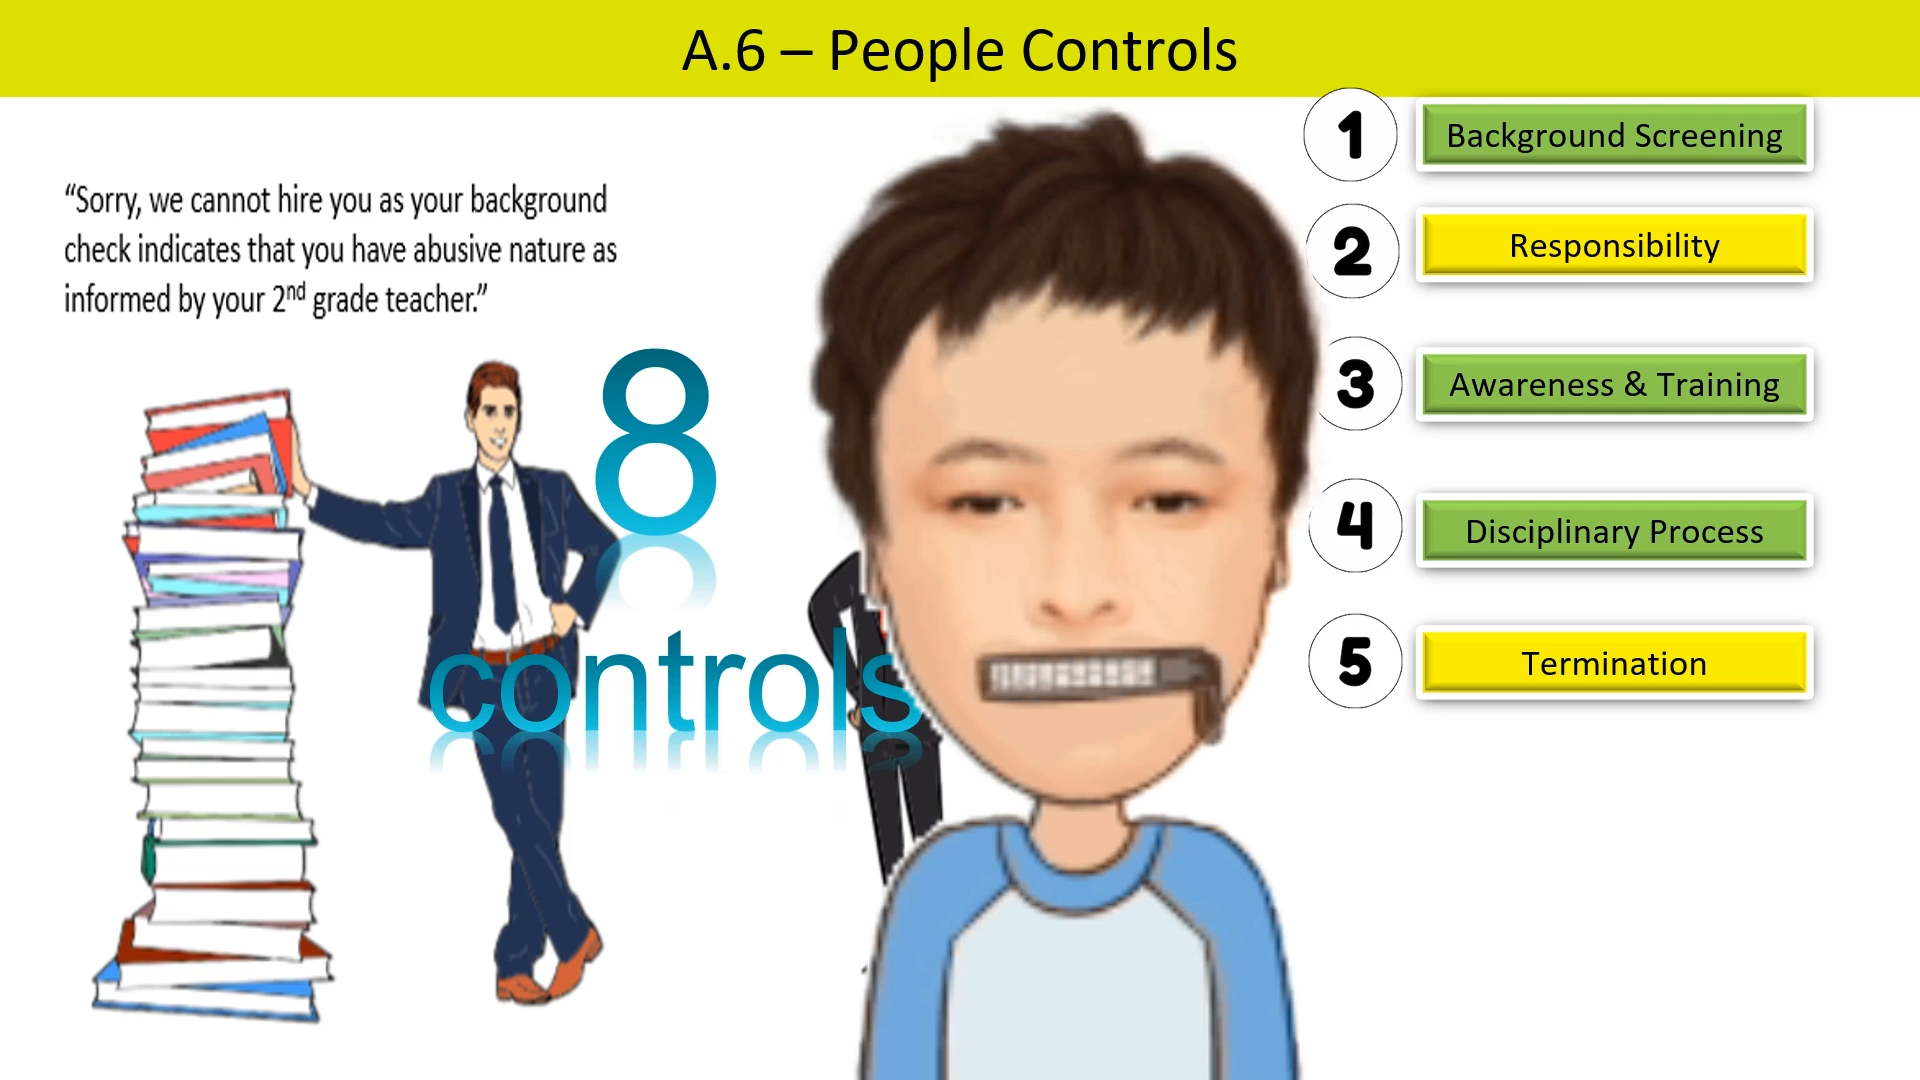 A.6 – People Controls
“Sorry, we cannot hire you as your background
check indicates that you have abusive nature as
informed by your 2nd grade teacher.”
8
controls
1 Background Screening
2 Responsibility
3 Awareness & Training
4 Disciplinary Process
5 Termination